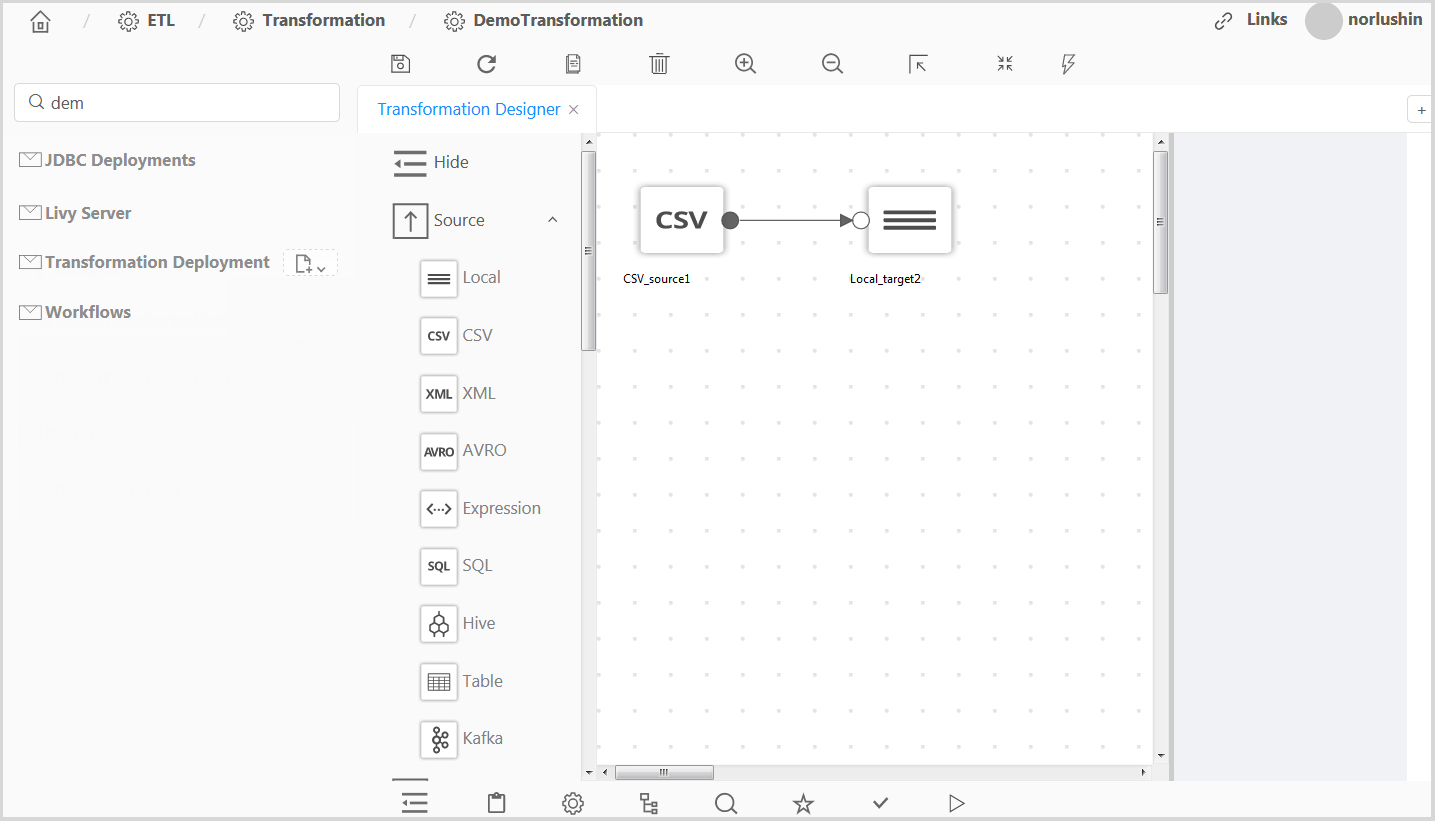 ETL / Transformation / DemoTransformation Links norlushin
dem
Transformation Designer
JDBC Deployments
Livy Server
Transformation Deployment
Workflows
Hide
Source
Local
CSV CSV
XML XML
AVRO AVRO
Expression
SQL SQL
Hive
Table
Kafka
CSV
CSV_source1
Local_target2